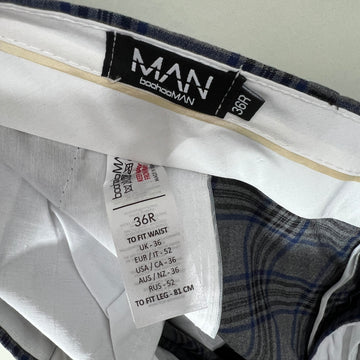 MAN
boohooMAN
36R
boohooMAN
36R
TO FIT WAIST
UK - 36
EUR / IT - 52
USA / CA - 36
AUS / NZ - 36
RUS - 52
TO FIT LEG - 81 CM